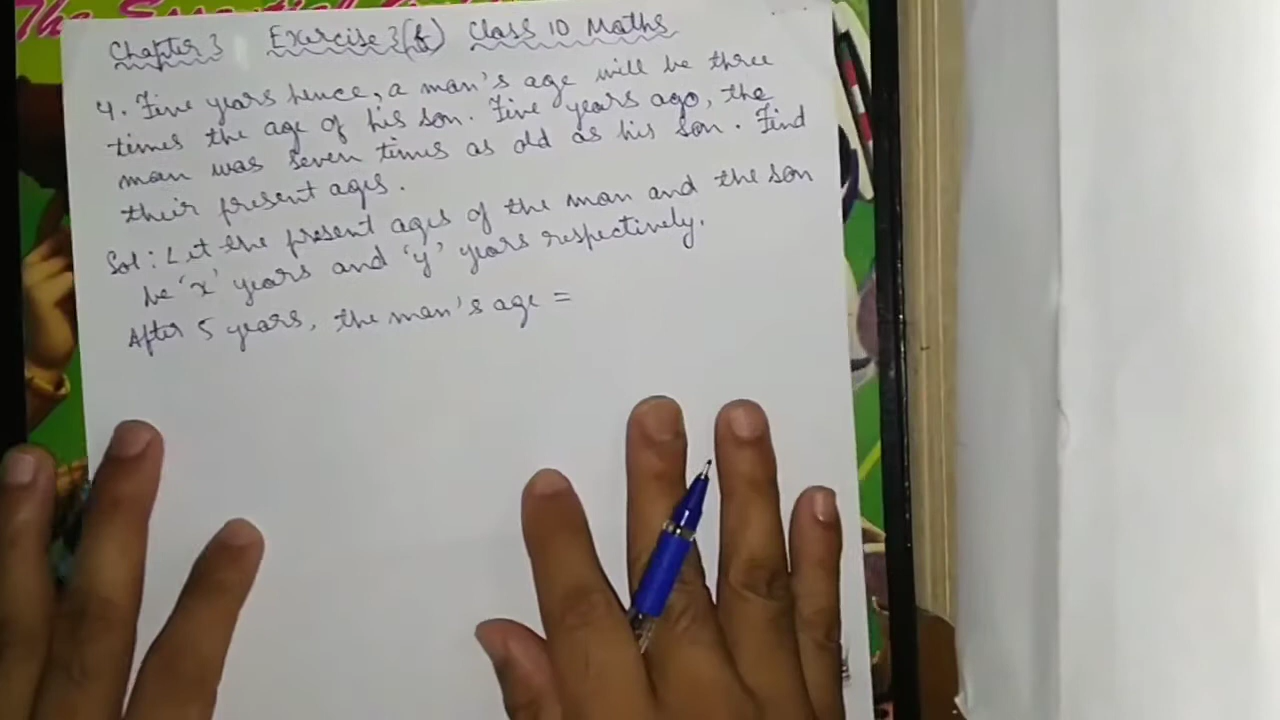 The Essential
Chapter 3 Exercise 3(f) Class 10 Maths
4. Five years hence, a man's age will be three
times the age of his son. Five years ago, the
man was seven times as old as his son. Find
their present ages.
Sol: Let the present ages of the man and the son
be 'x' years and 'y' years respectively.
After 5 years, the man's age =